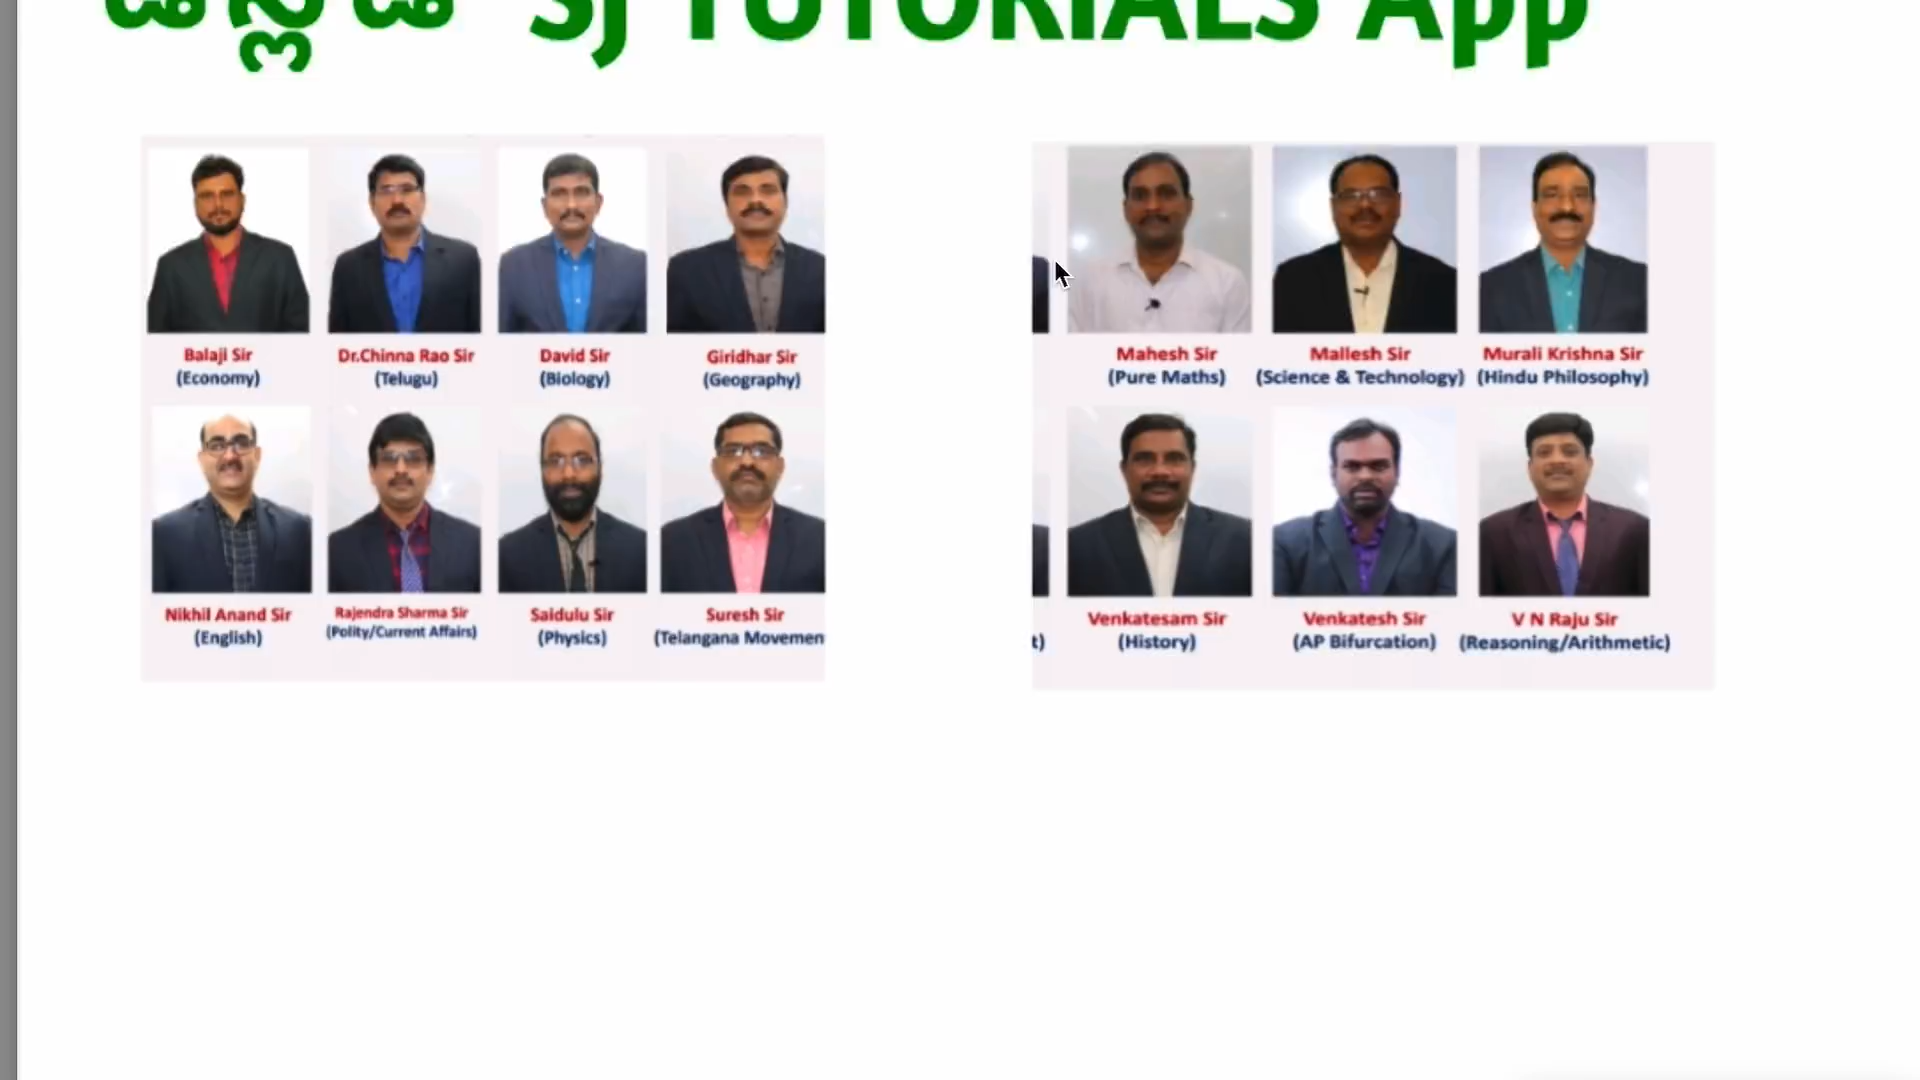 SJ TUTORIALS App
Balaji Sir
(Economy)
Dr.Chinna Rao Sir
(Telugu)
David Sir
(Biology)
Giridhar Sir
(Geography)
Nikhil Anand Sir
(English)
Rajendra Sharma Sir
(Polity/Current Affairs)
Saidulu Sir
(Physics)
Suresh Sir
(Telangana Movemen
Mahesh Sir
(Pure Maths)
Mallesh Sir
(Science & Technology)
Murali Krishna Sir
(Hindu Philosophy)
t)
Venkatesam Sir
(History)
Venkatesh Sir
(AP Bifurcation)
V N Raju Sir
(Reasoning/Arithmetic)